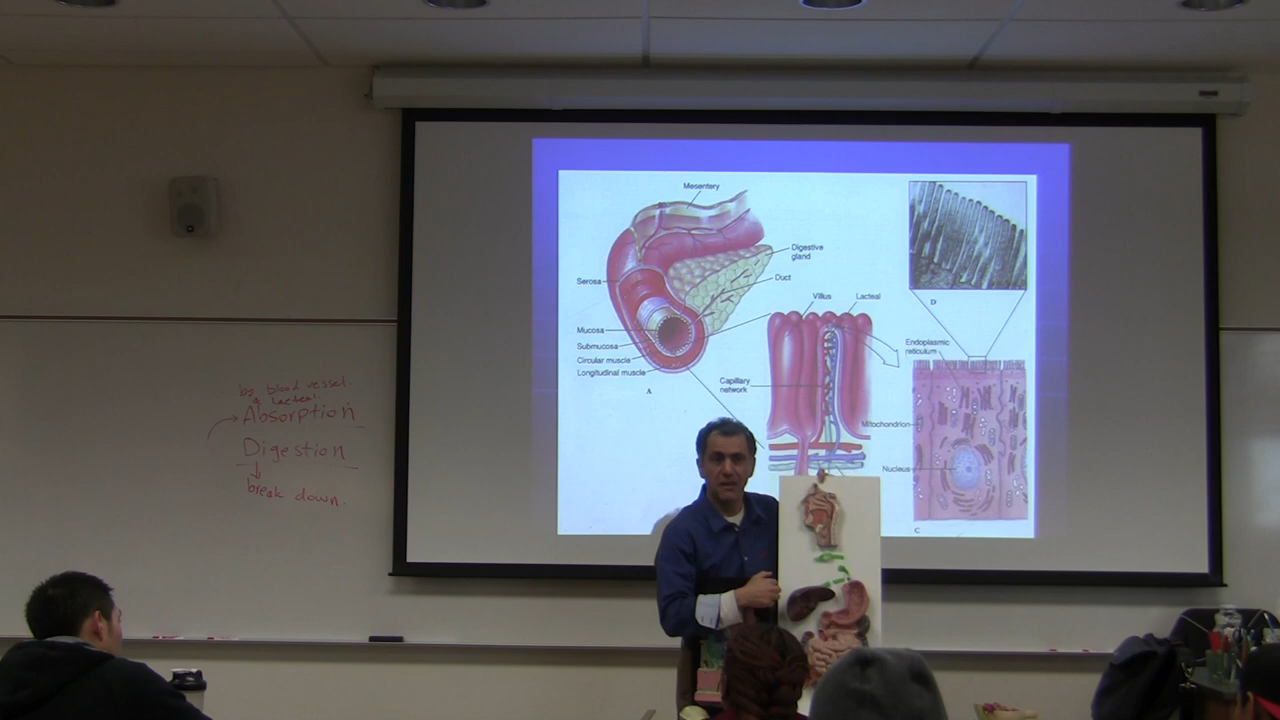 by blood vessel.
& lacteal.
Absorption
Digestion
break down.
Mesentery
Digestive
gland
Duct
Serosa
Mucosa
Submucosa
Circular muscle
Longitudinal muscle
A
Villus
Lacteal
Capillary
network
D
Endoplasmic
reticulum
Mitochondrion
Nucleus
C